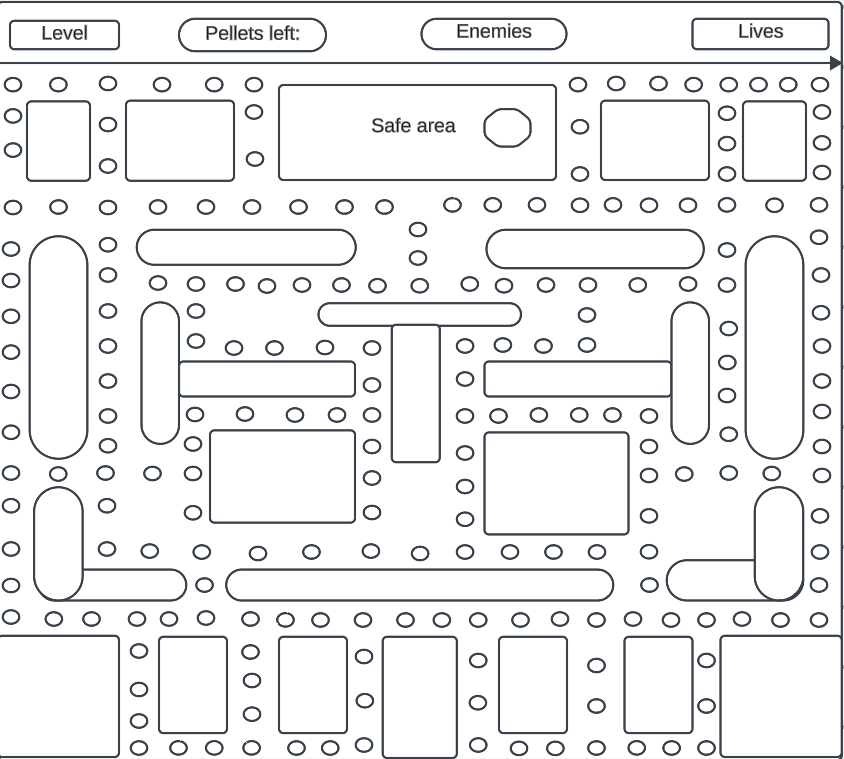 Level
Pellets left:
Enemies
Lives
Safe area